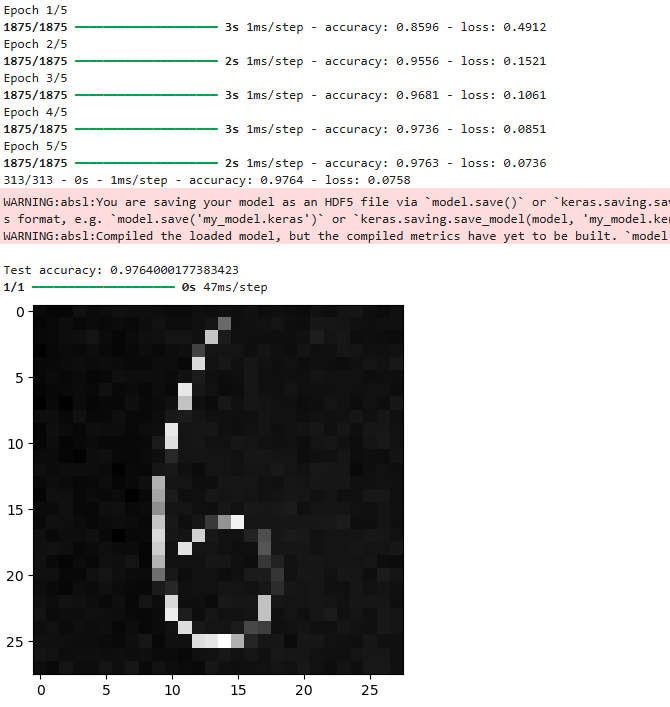 Epoch 1/5
1875/1875 ━━━━━━━━━━━━━━━━━━━━ 3s 1ms/step - accuracy: 0.8596 - loss: 0.4912
Epoch 2/5
1875/1875 ━━━━━━━━━━━━━━━━━━━━ 2s 1ms/step - accuracy: 0.9556 - loss: 0.1521
Epoch 3/5
1875/1875 ━━━━━━━━━━━━━━━━━━━━ 3s 1ms/step - accuracy: 0.9681 - loss: 0.1061
Epoch 4/5
1875/1875 ━━━━━━━━━━━━━━━━━━━━ 3s 1ms/step - accuracy: 0.9736 - loss: 0.0851
Epoch 5/5
1875/1875 ━━━━━━━━━━━━━━━━━━━━ 2s 1ms/step - accuracy: 0.9763 - loss: 0.0736
313/313 - 0s - 1ms/step - accuracy: 0.9764 - loss: 0.0758
WARNING:absl:You are saving your model as an HDF5 file via `model.save()` or `keras.saving.sav
s format, e.g. `model.save('my_model.keras')` or `keras.saving.save_model(model, 'my_model.ker
WARNING:absl:Compiled the loaded model, but the compiled metrics have yet to be built. `model
Test accuracy: 0.9764000177383423
1/1 ━━━━━━━━━━━━━━━━━━━━ 0s 47ms/step
0
5
10
15
20
25
0 5 10 15 20 25
6